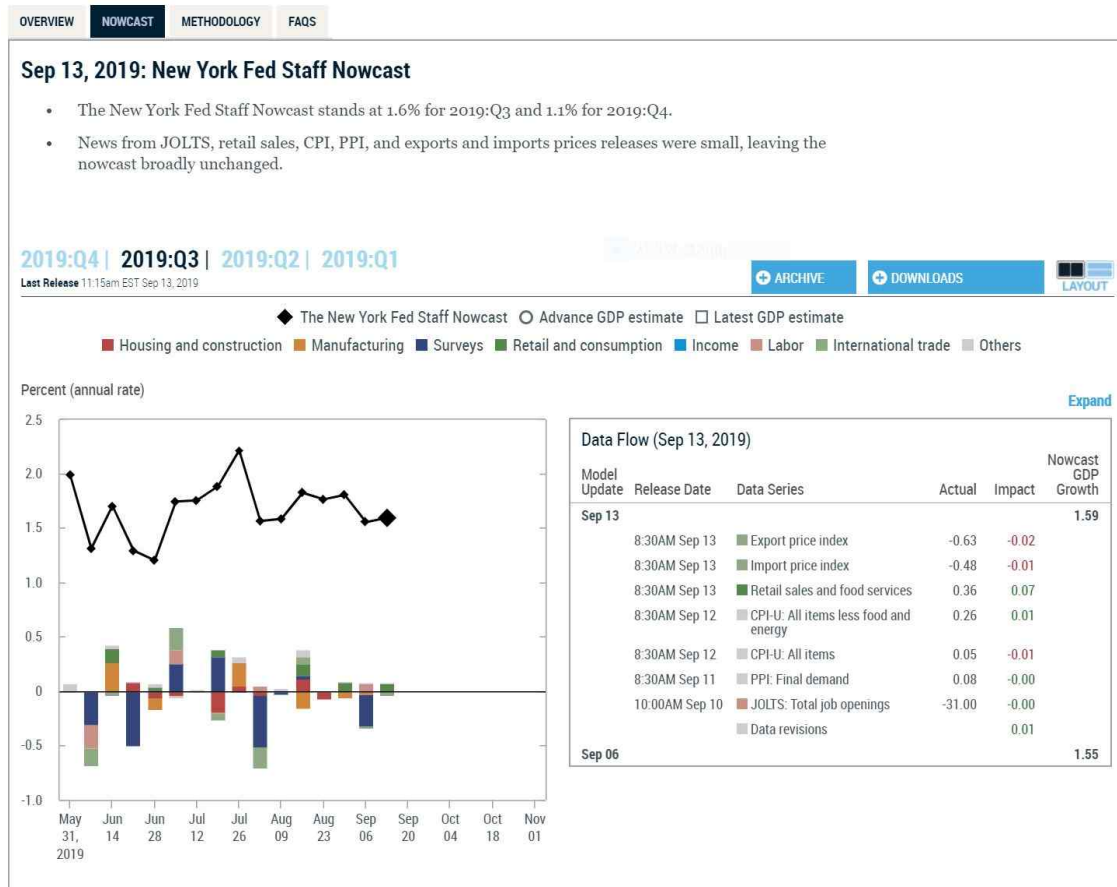 OVERVIEW NOWCAST METHODOLOGY FAQS
Sep 13, 2019: New York Fed Staff Nowcast
• The New York Fed Staff Nowcast stands at 1.6% for 2019:Q3 and 1.1% for 2019:Q4.
• News from JOLTS, retail sales, CPI, PPI, and exports and imports prices releases were small, leaving the
nowcast broadly unchanged.
2019:Q4 | 2019:Q3 | 2019:Q2 | 2019:Q1
Last Release 11:15am EST Sep 13, 2019
ARCHIVE DOWNLOADS LAYOUT
The New York Fed Staff Nowcast Advance GDP estimate Latest GDP estimate
Housing and construction Manufacturing Surveys Retail and consumption Income Labor International trade Others
Percent (annual rate)
Expand
2.5
2.0
1.5
1.0
0.5
0
-0.5
-1.0
May 31, 2019 Jun 14 Jun 28 Jul 12 Jul 26 Aug 09 Aug 23 Sep 06 Sep 20 Oct 04 Oct 18 Nov 01
Data Flow (Sep 13, 2019)
Model Update Release Date Data Series Actual Impact Nowcast GDP Growth
Sep 13 1.59
8:30AM Sep 13 Export price index -0.63 -0.02
8:30AM Sep 13 Import price index -0.48 -0.01
8:30AM Sep 13 Retail sales and food services 0.36 0.07
8:30AM Sep 12 CPI-U: All items less food and energy 0.26 0.01
8:30AM Sep 12 CPI-U: All items 0.05 -0.01
8:30AM Sep 11 PPI: Final demand 0.08 -0.00
10:00AM Sep 10 JOLTS: Total job openings -31.00 -0.00
Data revisions 0.01
Sep 06 1.55